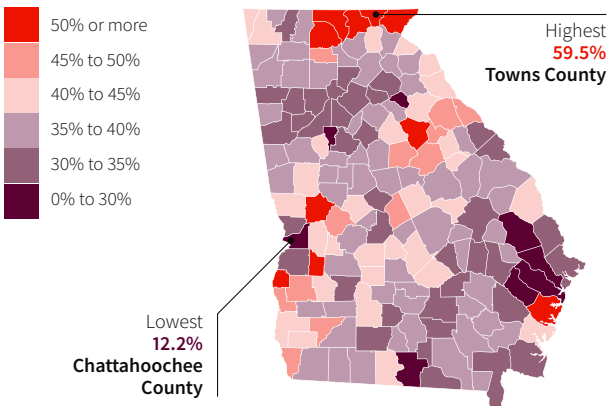 50% or more
45% to 50%
40% to 45%
35% to 40%
30% to 35%
0% to 30%
Highest
59.5%
Towns County
Lowest
12.2%
Chattahoochee
County